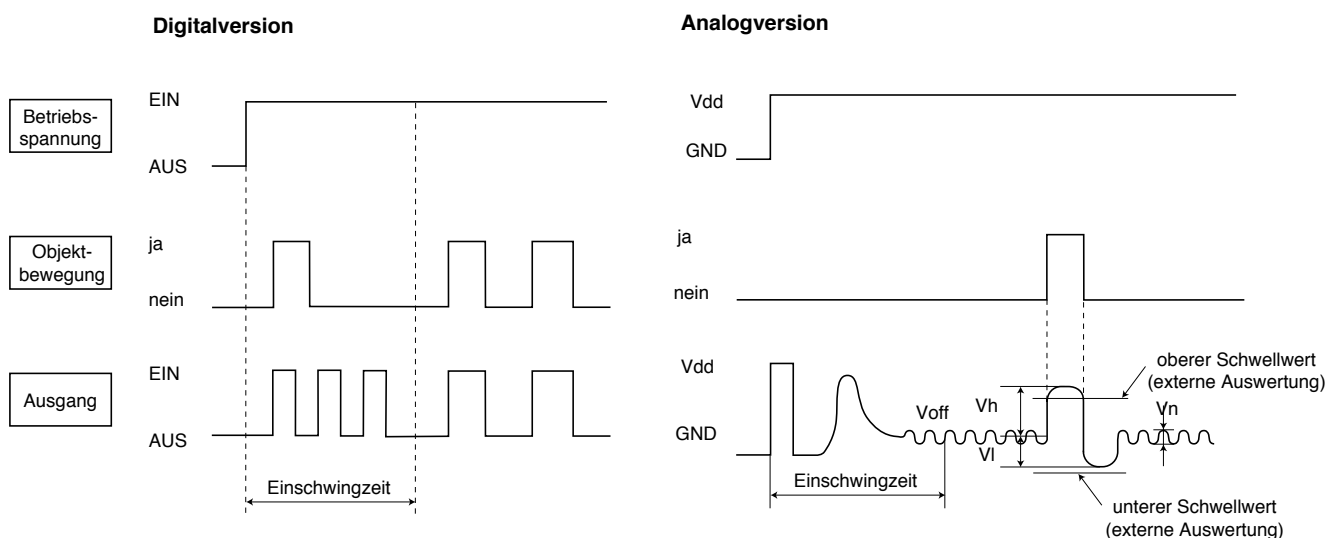 Digitalversion
Analogversion
Betriebs-
spannung
EIN
AUS
Vdd
GND
Objekt-
bewegung
ja
nein
ja
nein
Ausgang
EIN
AUS
Einschwingzeit
Vdd
GND
Voff
Vh
Vl
Vn
oberer Schwellwert
(externe Auswertung)
Einschwingzeit
unterer Schwellwert
(externe Auswertung)